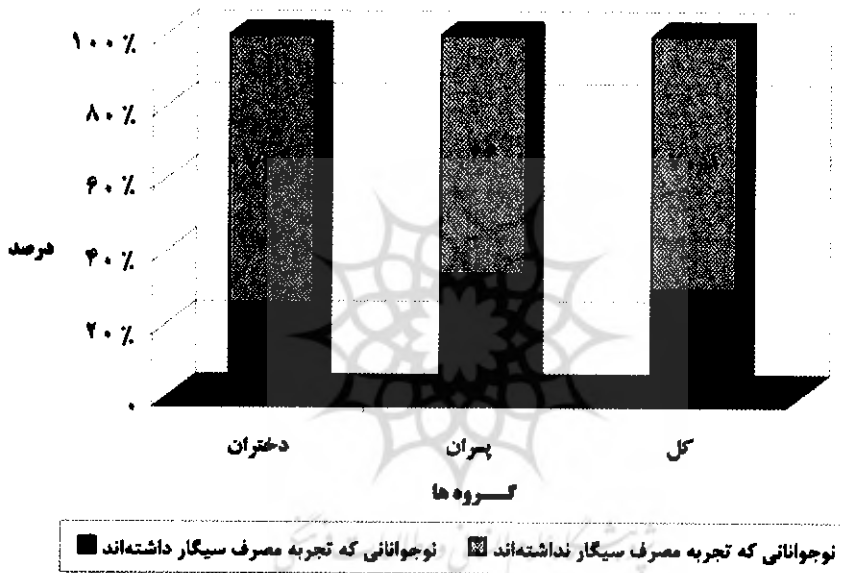 ۱۰۰٪
۸۰٪
۶۰٪
۴۰٪
۲۰٪
۰
درصد
دختران
پسران
کل
گروه ها
نوجوانانی که تجربه مصرف سیگار نداشته‌اند
نوجوانانی که تجربه مصرف سیگار داشته‌اند